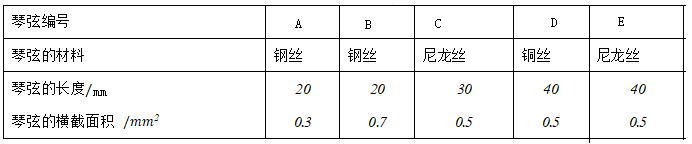 琴弦编号 A B C D E
琴弦的材料 钢丝 钢丝 尼龙丝 铜丝 尼龙丝
琴弦的长度/mm 20 20 30 40 40
琴弦的横截面积 /mm2 0.3 0.7 0.5 0.5 0.5